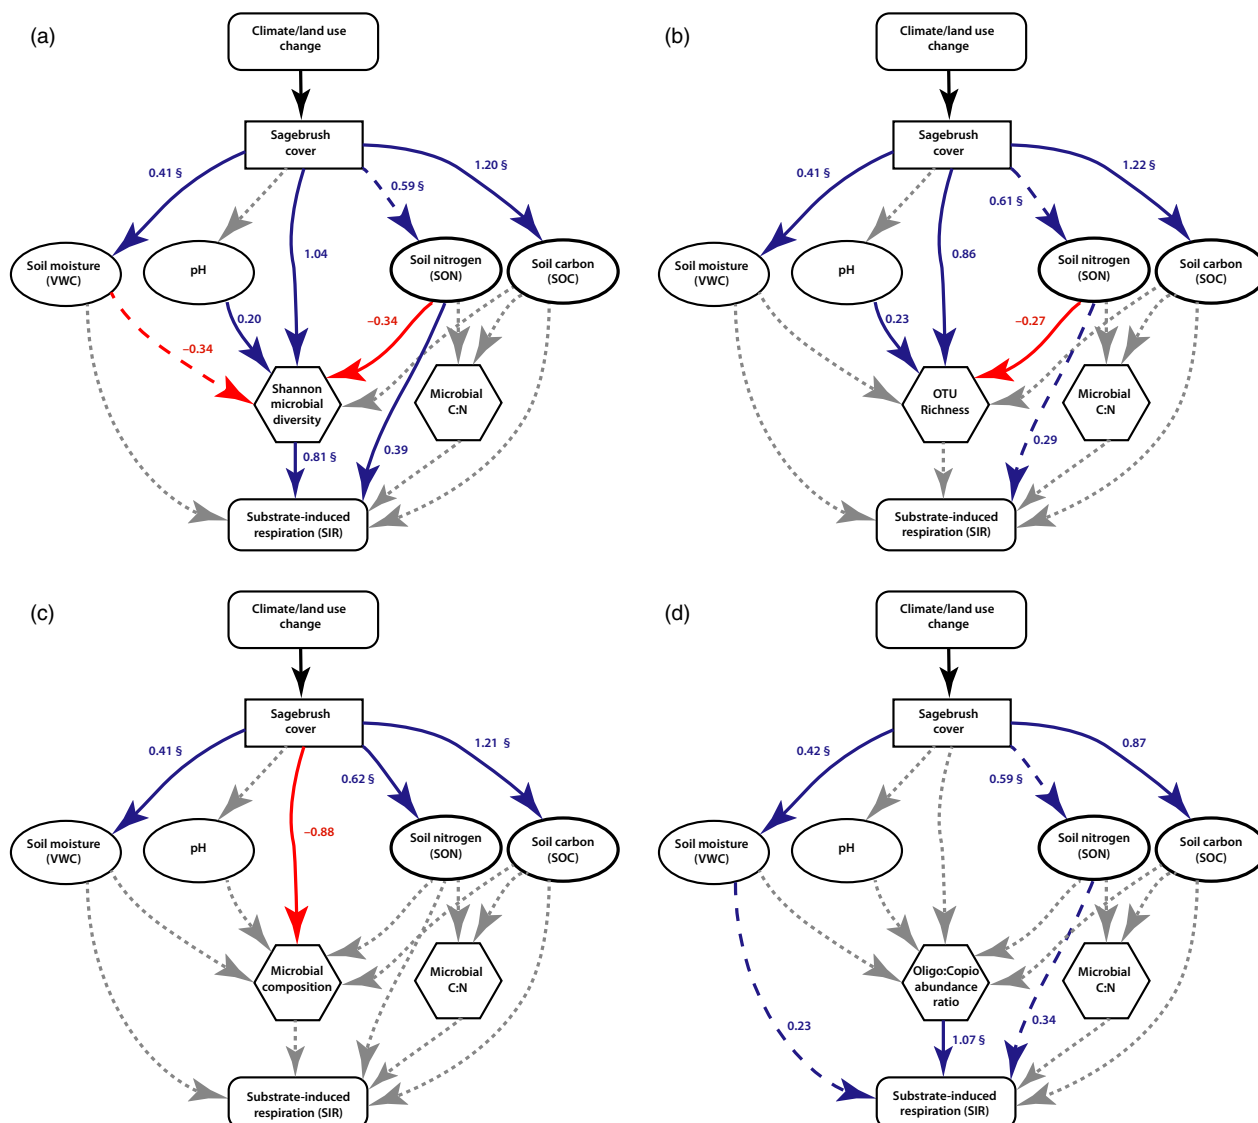 (a)
Climate/land use
change
Sagebrush
cover
0.41 §
1.20 §
0.59 §
1.04
Soil moisture
(VWC)
pH
Soil nitrogen
(SON)
Soil carbon
(SOC)
0.20
–0.34
–0.34
Shannon
microbial
diversity
Microbial
C:N
0.81 §
0.39
Substrate-induced
respiration (SIR)
(b)
Climate/land use
change
Sagebrush
cover
0.41 §
1.22 §
0.61 §
0.86
Soil moisture
(VWC)
pH
Soil nitrogen
(SON)
Soil carbon
(SOC)
0.23
–0.27
OTU
Richness
Microbial
C:N
0.29
Substrate-induced
respiration (SIR)
(c)
Climate/land use
change
Sagebrush
cover
0.41 §
1.21 §
0.62 §
–0.88
Soil moisture
(VWC)
pH
Soil nitrogen
(SON)
Soil carbon
(SOC)
Microbial
composition
Microbial
C:N
Substrate-induced
respiration (SIR)
(d)
Climate/land use
change
Sagebrush
cover
0.42 §
0.87
0.59 §
Soil moisture
(VWC)
pH
Soil nitrogen
(SON)
Soil carbon
(SOC)
Oligo:Copio
abundance
ratio
Microbial
C:N
0.23
1.07 §
0.34
Substrate-induced
respiration (SIR)